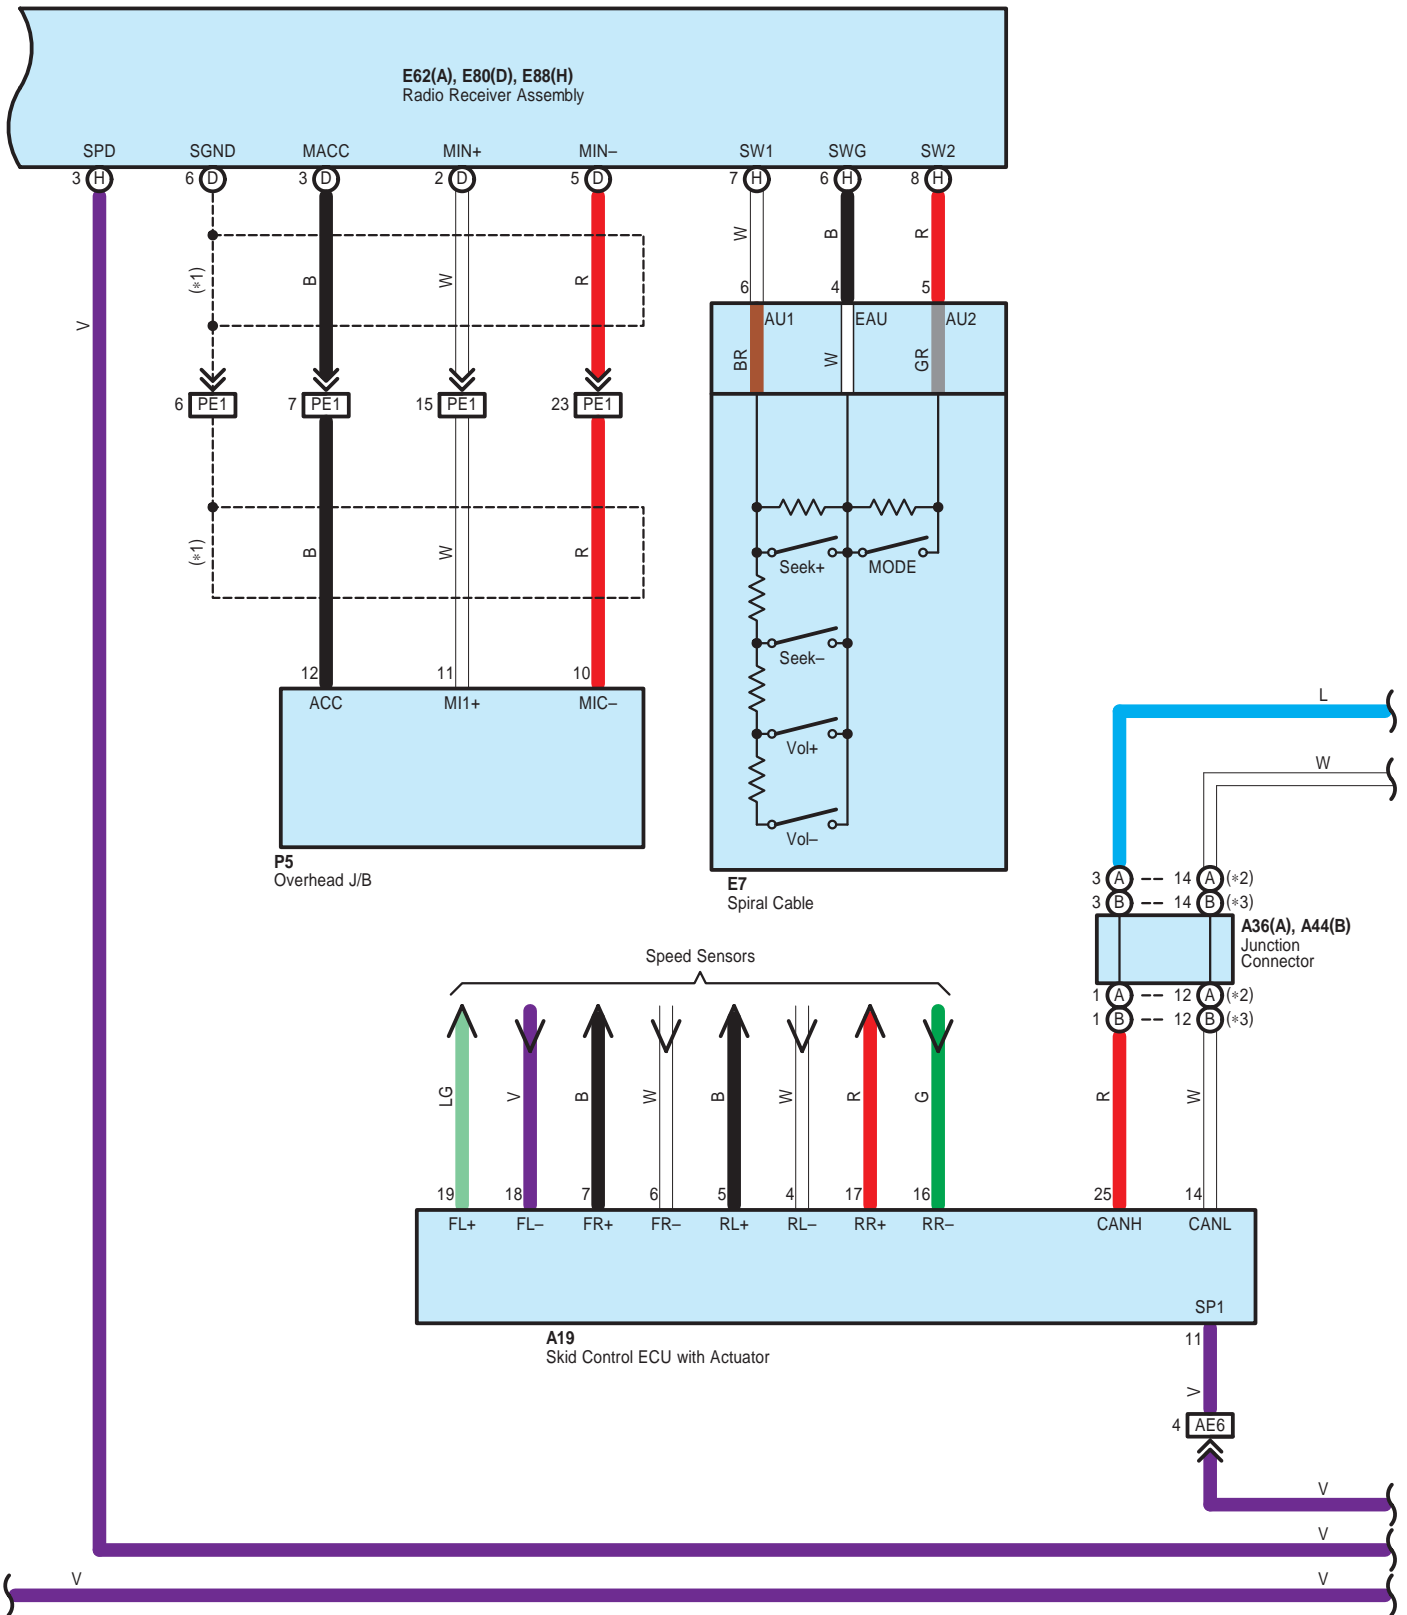 E62(A), E80(D), E88(H)
Radio Receiver Assembly
SPD SGND MACC MIN+ MIN– SW1 SWG SW2
3 H 6 D 3 D 2 D 5 D 7 H 6 H 8 H
W B R
(*1) B W R
V
6 4 5
AU1 EAU AU2
BR W GR
6 PE1 7 PE1 15 PE1 23 PE1
(*1) B W R
Seek+ MODE
Seek–
12 11 10
ACC MI1+ MIC–
L
Vol+
W
Vol–
P5
Overhead J/B
E7
Spiral Cable
3 A 14 A (*2)
3 B 14 B (*3)
A36(A), A44(B)
Junction
Connector
Speed Sensors
1 A 12 A (*2)
1 B 12 B (*3)
LG V B W B W R G R W
19 18 7 6 5 4 17 16 25 14
FL+ FL– FR+ FR– RL+ RL– RR+ RR– CANH CANL
SP1
A19
Skid Control ECU with Actuator
11
V
4 AE6
V
V
V V